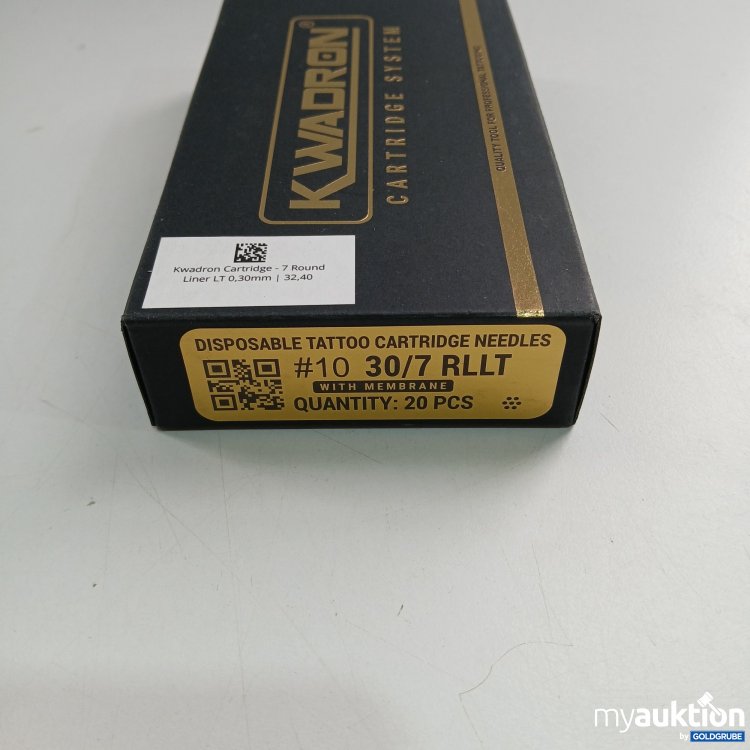 KWADRON®
CARTRIDGE SYSTEM
QUALITY TOOL FOR PROFESSIONAL
Kwadron Cartridge - 7 Round
Liner LT 0,30mm | 32,40
DISPOSABLE TATTOO CARTRIDGE NEEDLES
#10 30/7 RLLT
WITH MEMBRANE
QUANTITY: 20 PCS
myauktion
by GOLDGRUBE